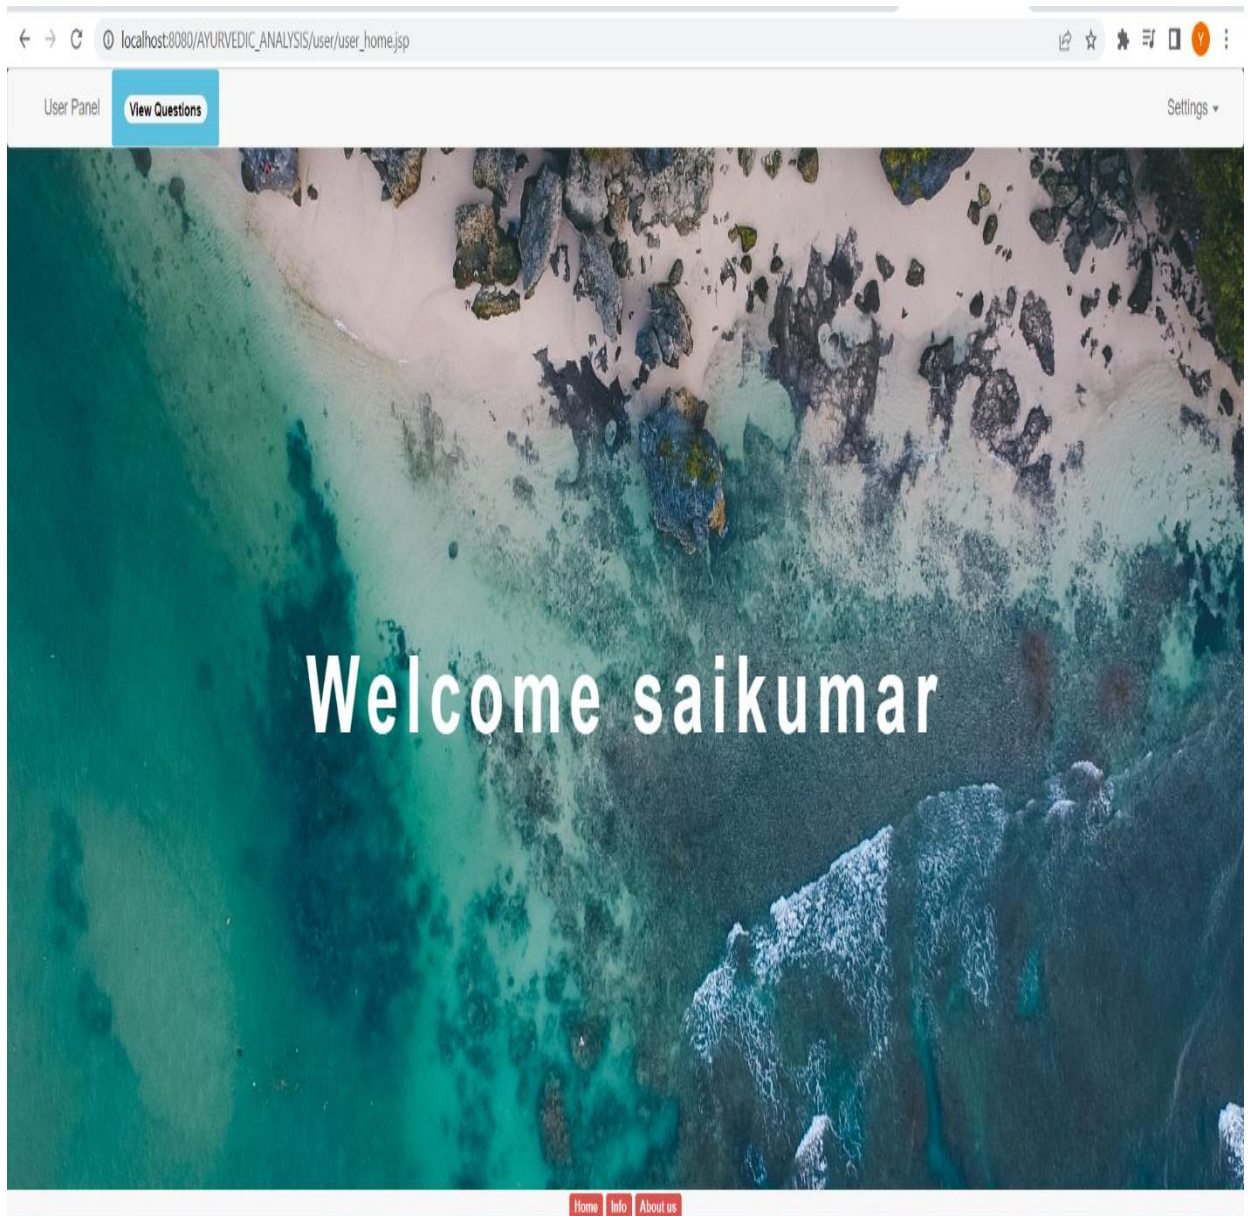 localhost:8080/AYURVEDIC_ANALYSIS/user/user_home.jsp
Y
User Panel
View Questions
Settings
Welcome saikumar
Home Info About us